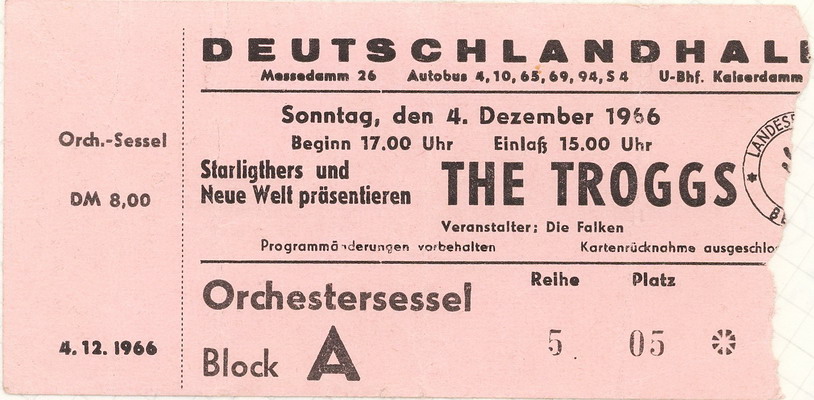 Orch.-Sessel
DM 8,00
4.12.1966
DEUTSCHLANDHALL
Messedamm 26 Autobus 4,10,65,69,94,S4 U-Bhf. Kaiserdamm
Sonntag, den 4. Dezember 1966
Beginn 17.00 Uhr Einlaß 15.00 Uhr
Starligthers und
Neue Welt präsentieren
THE TROGGS
Veranstalter: Die Falken
Programmänderungen vorbehalten Kartenrücknahme ausgeschlo
Orchestersessel
Block A
Reihe Platz
5 05